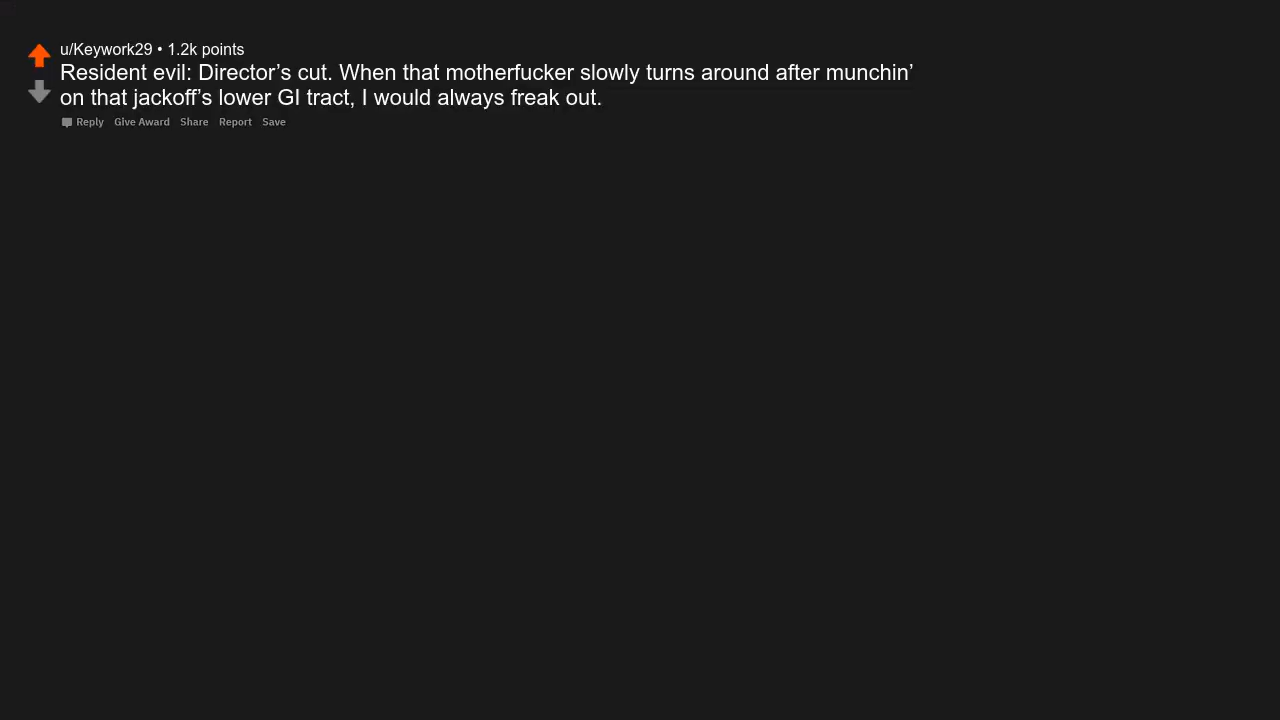 u/Keywork29 • 1.2k points
Resident evil: Director’s cut. When that motherfucker slowly turns around after munchin’
on that jackoff’s lower GI tract, I would always freak out.
Reply Give Award Share Report Save